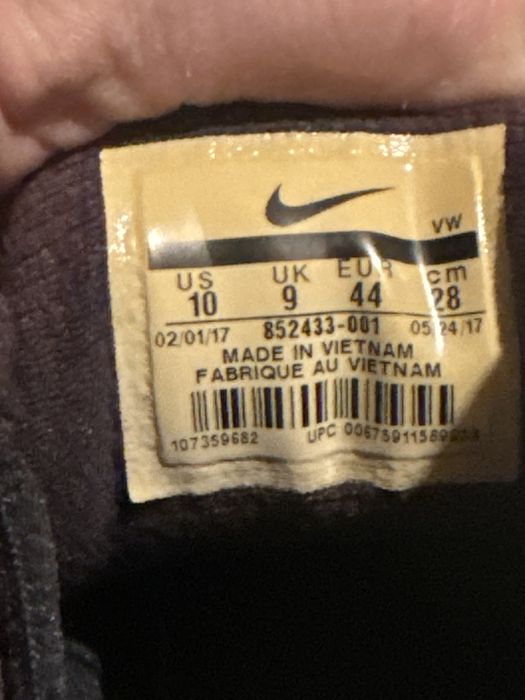 VW
US UK EUR cm
10 9 44 28
02/01/17 852433-001 05/24/17
MADE IN VIETNAM
FABRIQUE AU VIETNAM
107359682 UPC